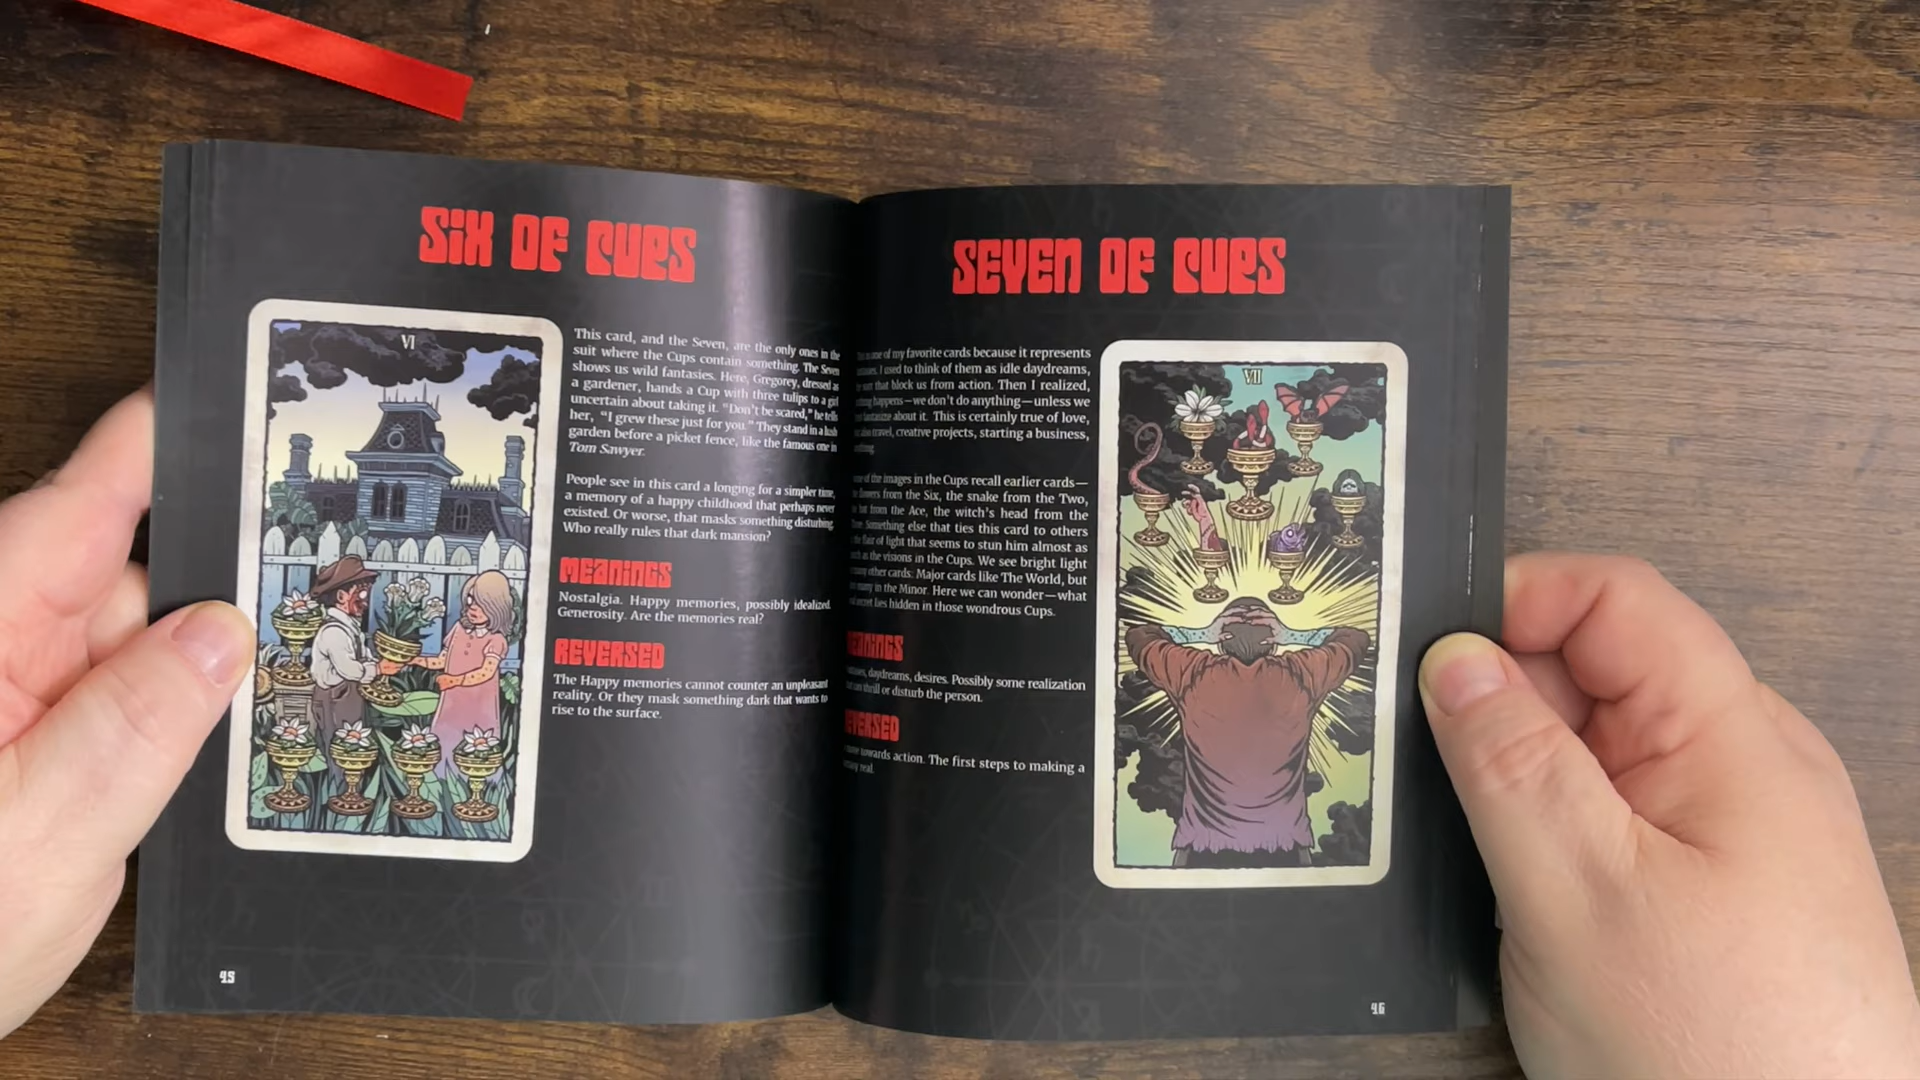 SIX OF CUPS
VI
This card, and the Seven, are the only ones in the
suit where the Cups contain something. The Seven
shows us wild fantasies. Here, Gregorey, dressed as
a gardener, hands a Cup with three tulips to a girl
uncertain about taking it. "Don't be scared," he tells
her, "I grew these just for you." They stand in a lush
garden before a picket fence, like the famous one in
Tom Sawyer.
People see in this card a longing for a simpler time,
a memory of a happy childhood that perhaps never
existed. Or worse, that masks something disturbing.
Who really rules that dark mansion?
MEANINGS
Nostalgia. Happy memories, possibly idealized.
Generosity. Are the memories real?
REVERSED
The Happy memories cannot counter an unpleasant
reality. Or they mask something dark that wants to
rise to the surface.
45
SEVEN OF CUPS
VII
one of my favorite cards because it represents
I used to think of them as idle daydreams,
that block us from action. Then I realized,
happens—we don't do anything—unless we
fantasize about it. This is certainly true of love,
travel, creative projects, starting a business,
of the images in the Cups recall earlier cards—
flowers from the Six, the snake from the Two,
from the Ace, the witch's head from the
Something else that ties this card to others
flair of light that seems to stun him almost as
as the visions in the Cups. We see bright light
many other cards. Major cards like The World, but
many in the Minor. Here we can wonder—what
lies hidden in those wondrous Cups.
daydreams, desires. Possibly some realization
thrill or disturb the person.
towards action. The first steps to making a
real.
46